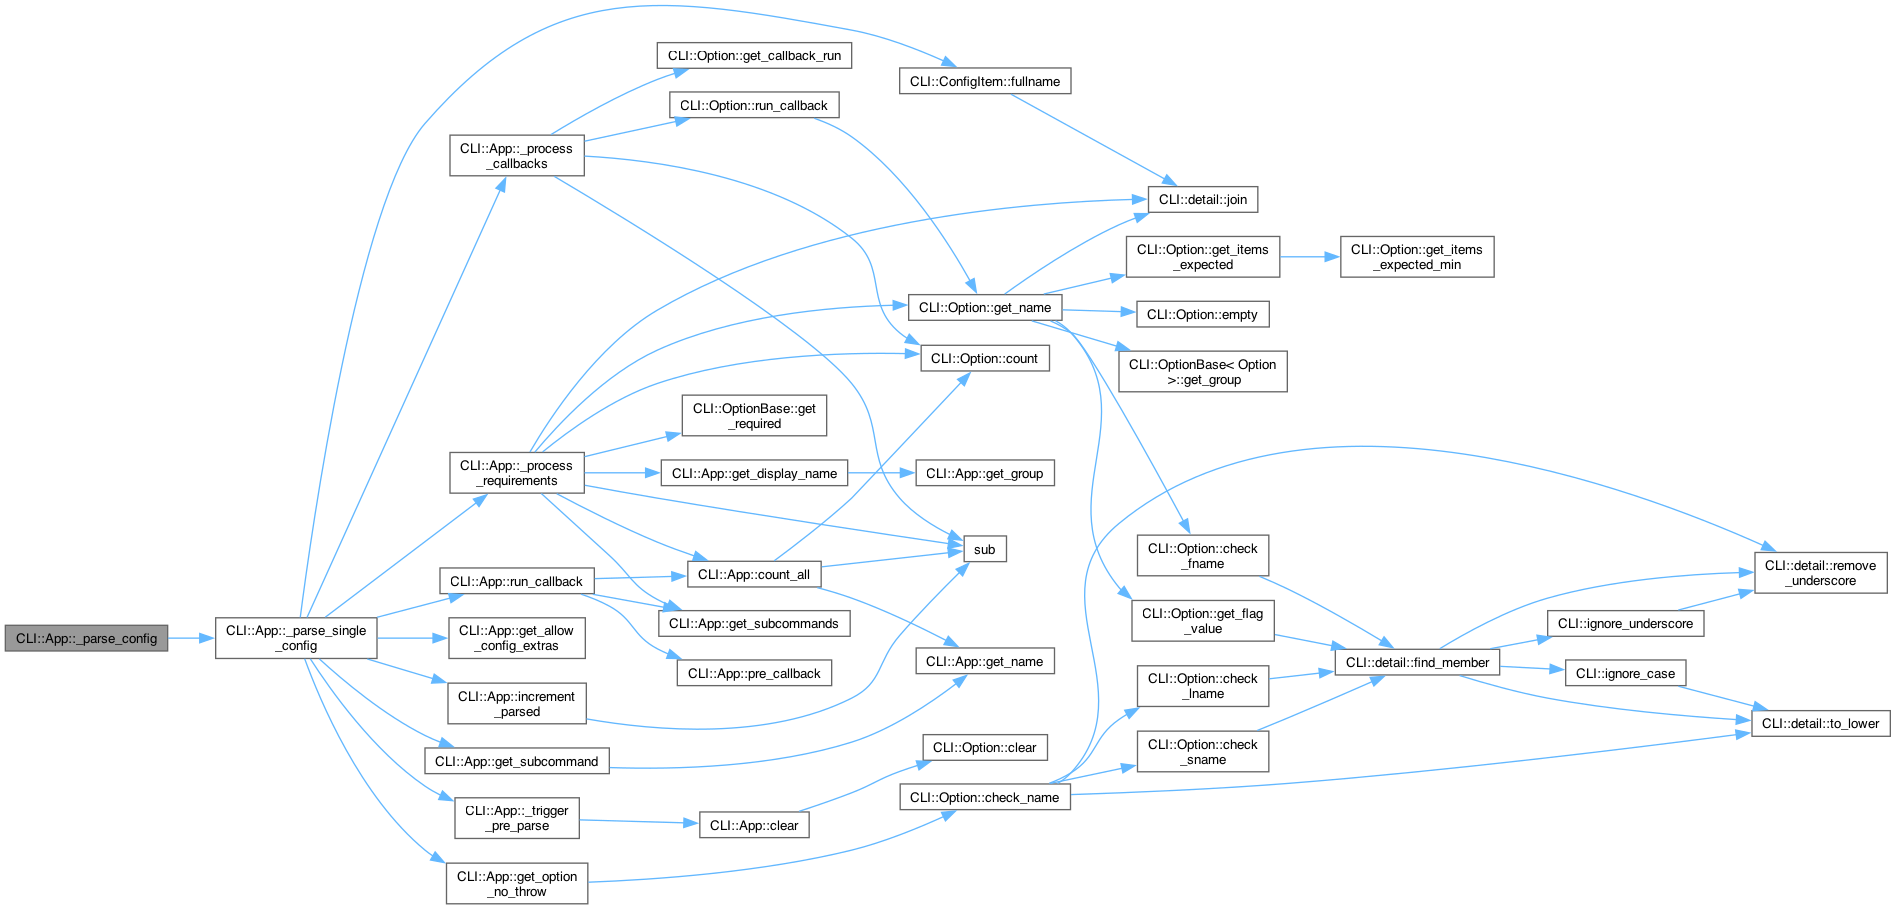 CLI::App::_parse_config
CLI::App::_parse_single
_config
CLI::App::_process
_callbacks
CLI::App::_process
_requirements
CLI::App::run_callback
CLI::App::get_allow
_config_extras
CLI::App::increment
_parsed
CLI::App::get_subcommand
CLI::App::_trigger
_pre_parse
CLI::App::get_option
_no_throw
CLI::Option::get_callback_run
CLI::Option::run_callback
CLI::OptionBase::get
_required
CLI::App::get_display_name
CLI::App::count_all
CLI::App::get_subcommands
CLI::App::pre_callback
CLI::App::clear
CLI::ConfigItem::fullname
CLI::Option::get_name
CLI::Option::count
CLI::App::get_group
sub
CLI::App::get_name
CLI::Option::clear
CLI::Option::check_name
CLI::detail::join
CLI::Option::get_items
_expected
CLI::Option::empty
CLI::OptionBase< Option
>::get_group
CLI::Option::check
_fname
CLI::Option::get_flag
_value
CLI::Option::check
_lname
CLI::Option::check
_sname
CLI::Option::get_items
_expected_min
CLI::detail::find_member
CLI::ignore_underscore
CLI::ignore_case
CLI::detail::remove
_underscore
CLI::detail::to_lower